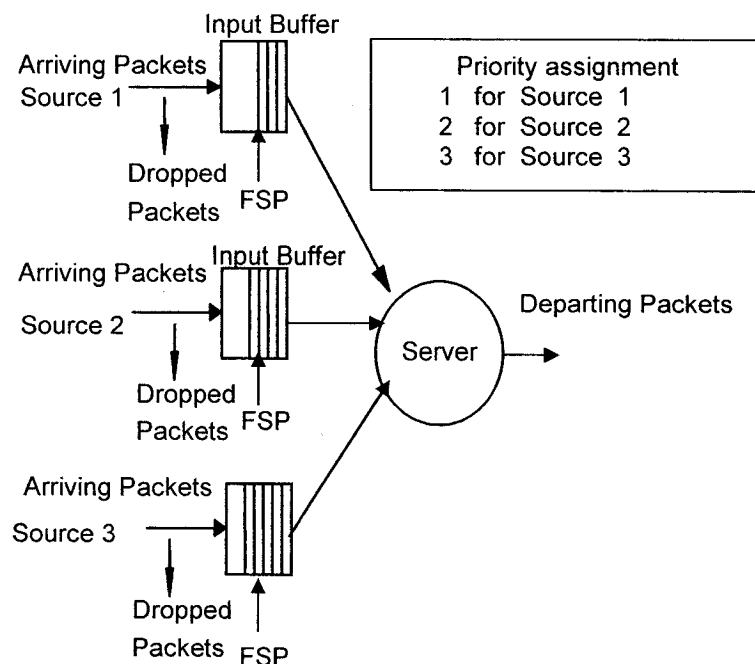 Input Buffer
Arriving Packets
Source 1
Dropped
Packets
FSP
Priority assignment
1 for Source 1
2 for Source 2
3 for Source 3
Input Buffer
Arriving Packets
Source 2
Dropped
Packets
FSP
Server
Departing Packets
Arriving Packets
Source 3
Dropped
Packets
FSP